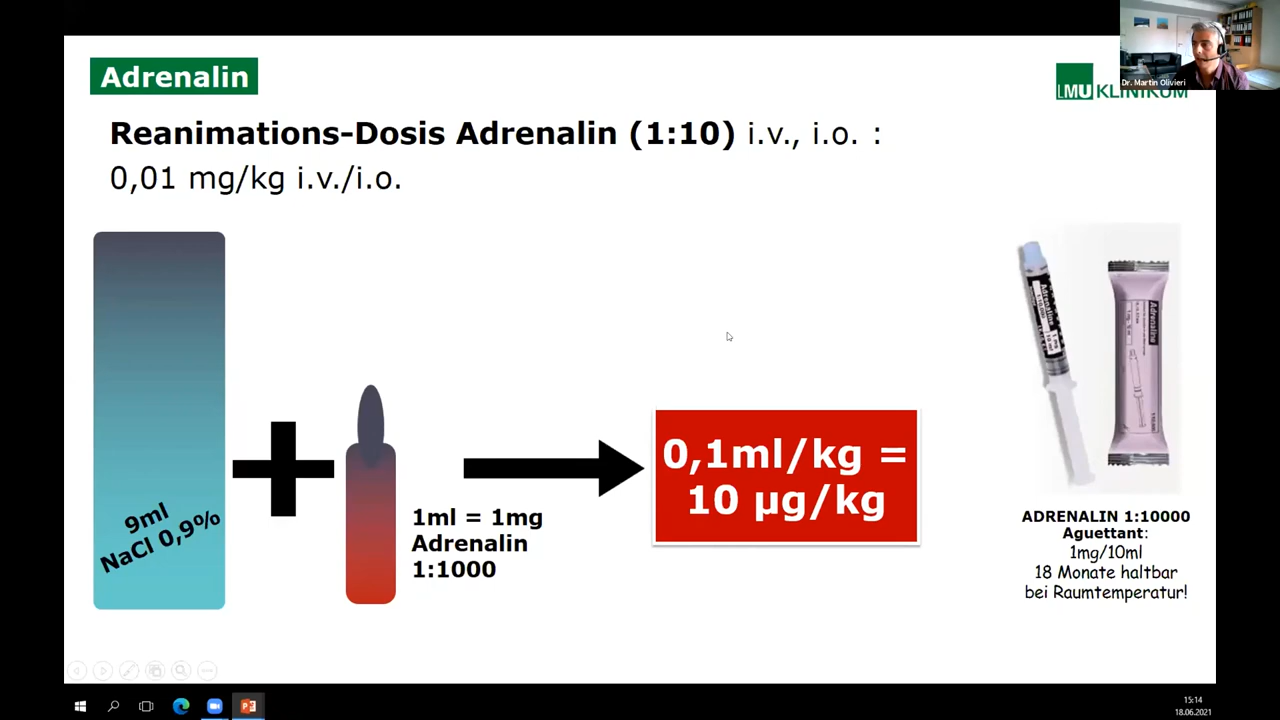 Adrenalin
Dr. Martin Olivieri
LMU KLINIKUM
Reanimations-Dosis Adrenalin (1:10) i.v., i.o. :
0,01 mg/kg i.v./i.o.
9ml
NaCl 0,9%
1ml = 1mg
Adrenalin
1:1000
0,1ml/kg =
10 µg/kg
Adrenaline
Adrenaline
ADRENALIN 1:10000
Aguettant:
1mg/10ml
18 Monate haltbar
bei Raumtemperatur!
15:14
18.06.2021